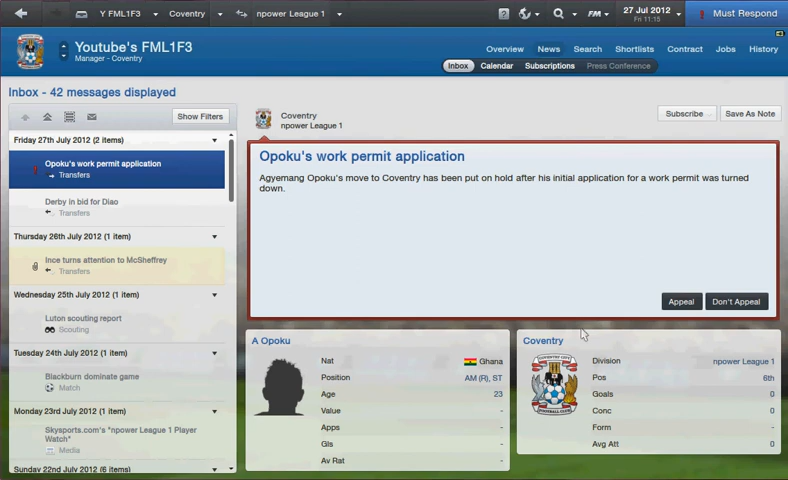 Y FML1F3
Coventry
npower League 1
FM
27 Jul 2012
Fri 11:15
Must Respond
Youtube's FML1F3
Manager - Coventry
Overview
News
Search
Shortlists
Contract
Jobs
History
Inbox
Calendar
Subscriptions
Press Conference
Inbox - 42 messages displayed
Show Filters
Friday 27th July 2012 (2 items)
Opoku's work permit application
Transfers
Derby in bid for Diao
Transfers
Thursday 26th July 2012 (1 item)
Ince turns attention to McSheffrey
Transfers
Wednesday 25th July 2012 (1 item)
Luton scouting report
Scouting
Tuesday 24th July 2012 (1 item)
Blackburn dominate game
Match
Monday 23rd July 2012 (1 item)
Skysports.com's "npower League 1 Player
Watch"
Media
Sunday 22nd July 2012 (6 items)
Coventry
npower League 1
Subscribe
Save As Note
Opoku's work permit application
Agyemang Opoku's move to Coventry has been put on hold after his initial application for a work permit was turned
down.
Appeal
Don't Appeal
A Opoku
Nat Ghana
Position AM (R), ST
Age 23
Value -
Apps -
Gls -
Av Rat -
Coventry
Division npower League 1
Pos 6th
Goals 0
Conc 0
Form -
Avg Att 0